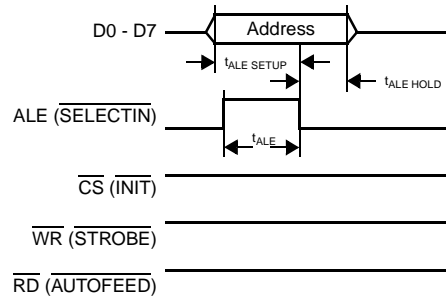 D0 - D7
Address
tALE SETUP
tALE HOLD
ALE (SELECTIN)
tALE
CS (INIT)
WR (STROBE)
RD (AUTOFEED)